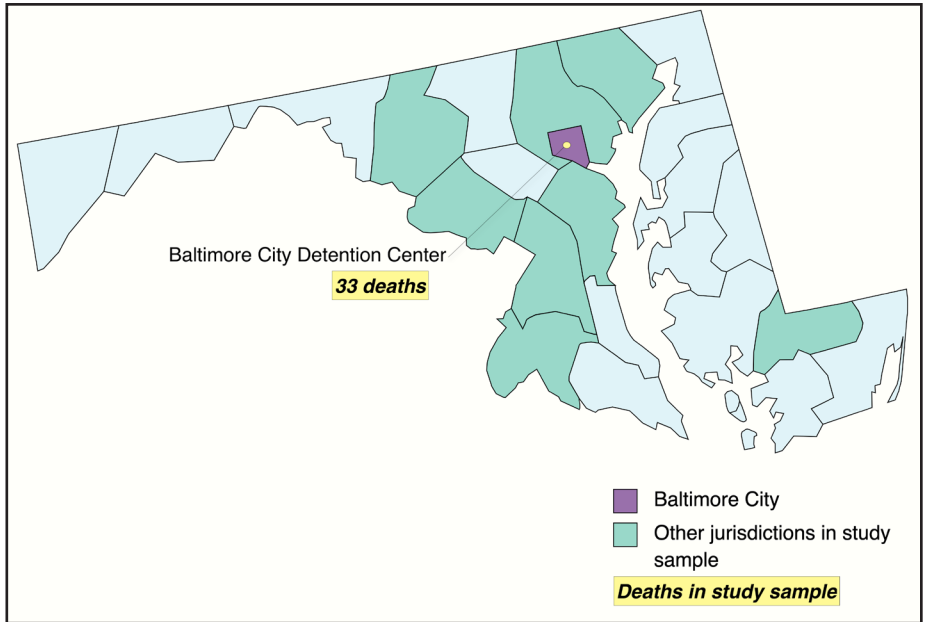 Baltimore City Detention Center
33 deaths
Baltimore City
Other jurisdictions in study
sample
Deaths in study sample